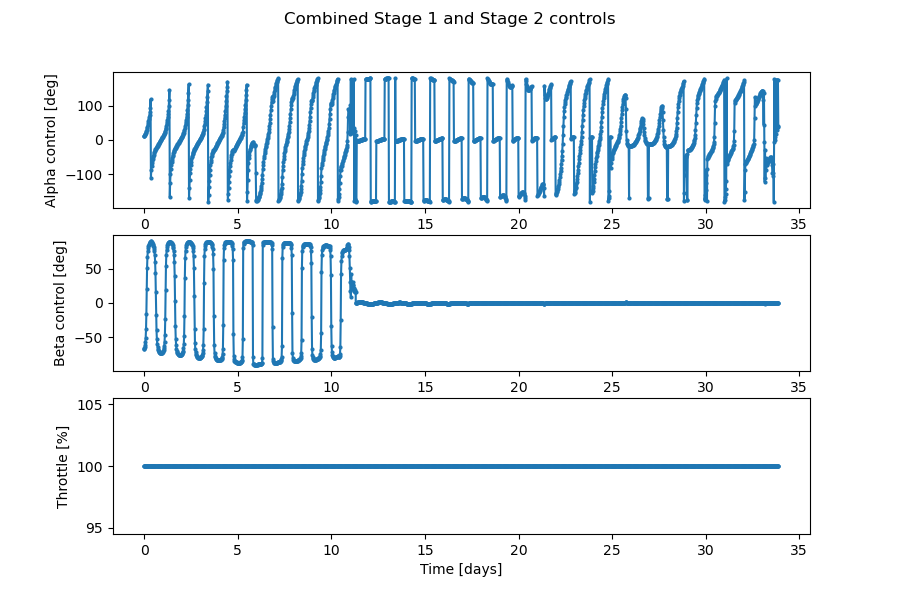 Combined Stage 1 and Stage 2 controls
Alpha control [deg]
100
0
−100
0 5 10 15 20 25 30 35
Beta control [deg]
50
0
−50
0 5 10 15 20 25 30 35
Throttle [%]
105
100
95
0 5 10 15 20 25 30 35
Time [days]